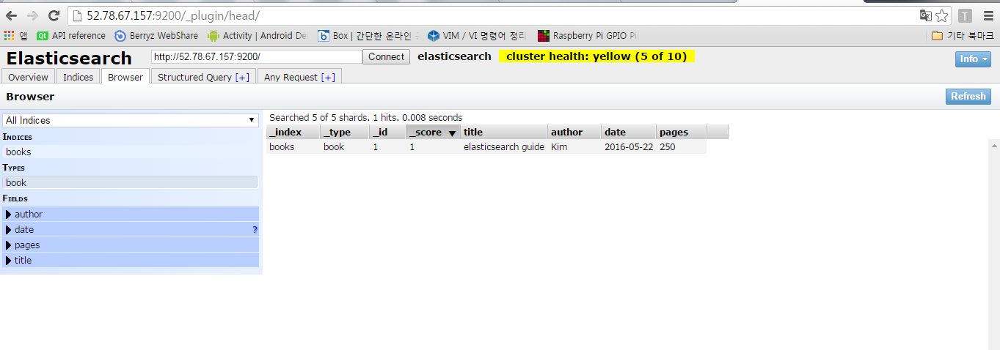 52.78.67.157:9200/_plugin/head/
앱 Qt API reference Berryz WebShare Activity | Android De Box | 간단한 온라인 VIM / VI 명령어 정리 Raspberry Pi GPIO Pi 기타 북마크
Elasticsearch http://52.78.67.157:9200/ Connect elasticsearch cluster health: yellow (5 of 10) Info
Overview Indices Browser Structured Query [+] Any Request [+]
Browser Refresh
All Indices Searched 5 of 5 shards. 1 hits. 0.008 seconds
Indices _index _type _id _score title author date pages
books books book 1 1 elasticsearch guide Kim 2016-05-22 250
Types
book
Fields
author
date ?
pages
title